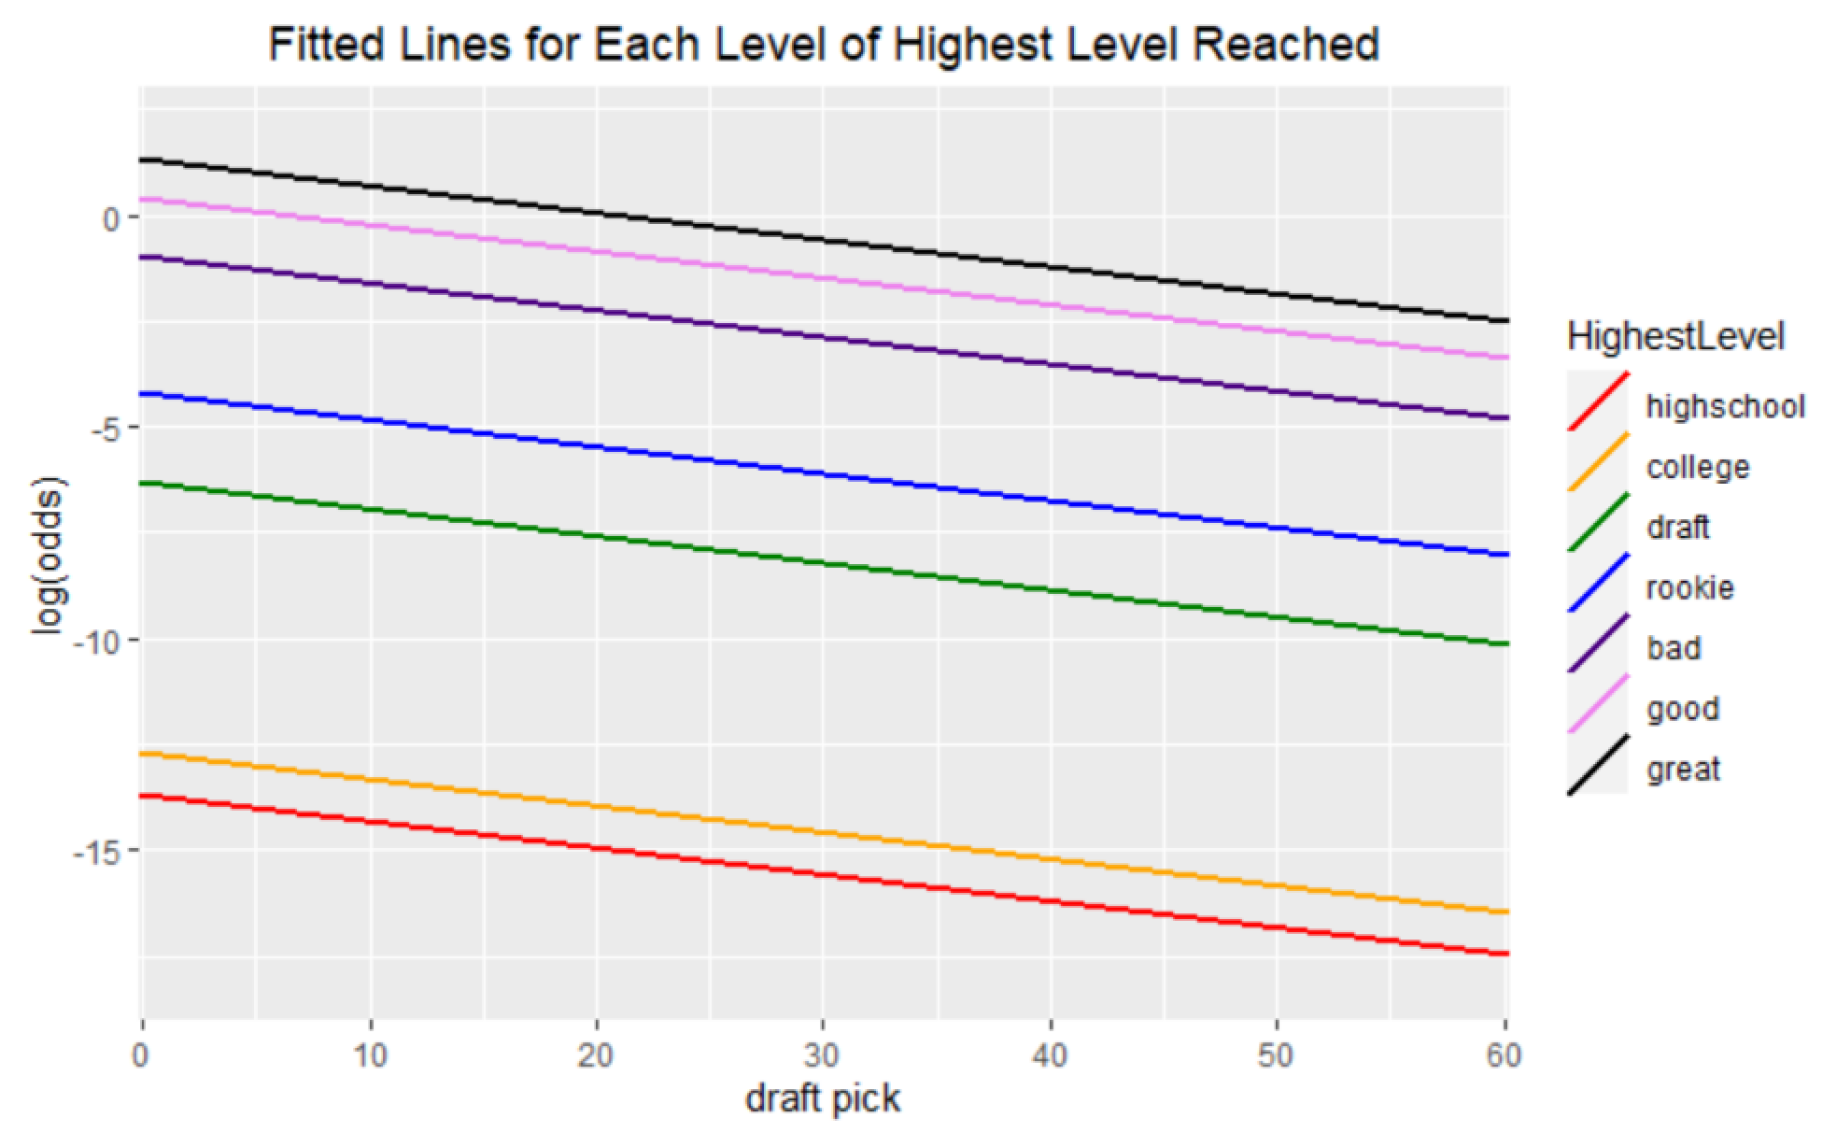 Fitted Lines for Each Level of Highest Level Reached
0
-5
-10
-15
log(odds)
0 10 20 30 40 50 60
draft pick
HighestLevel
highschool
college
draft
rookie
bad
good
great